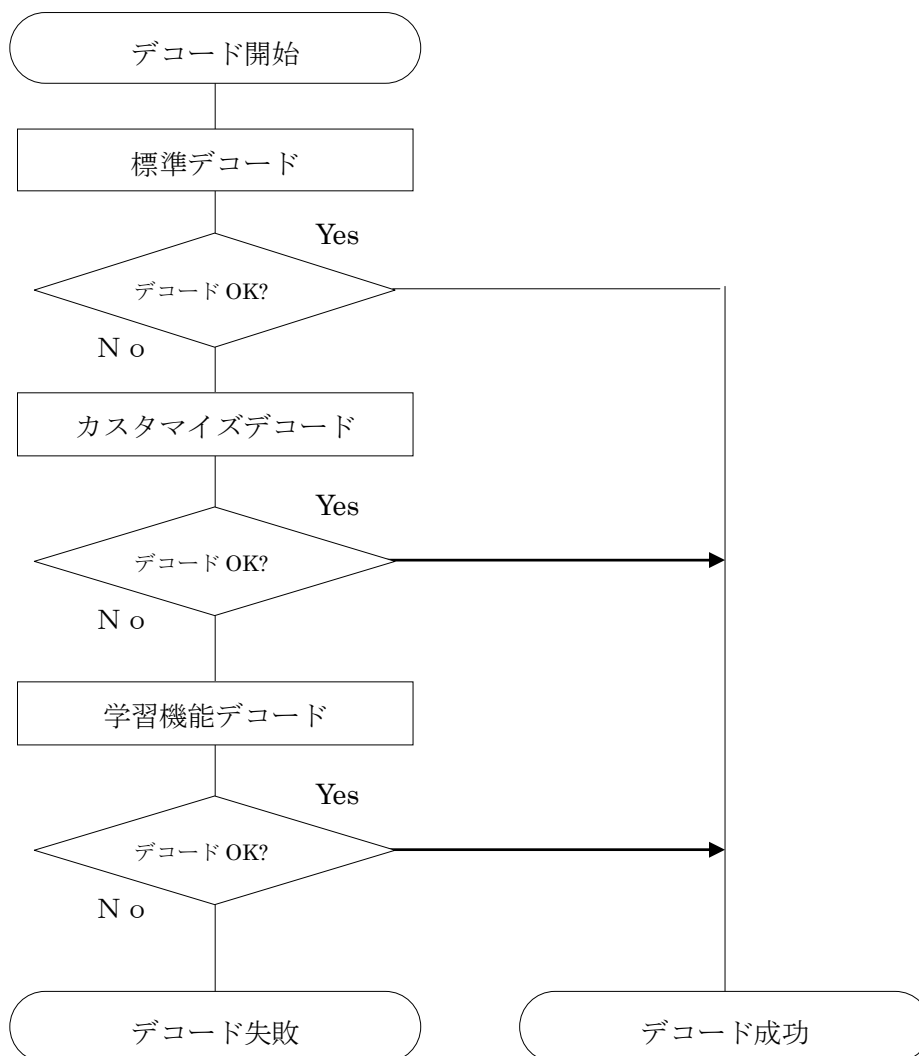 デコード開始
標準デコード
Yes
デコード OK?
N o
カスタマイズデコード
Yes
デコード OK?
N o
学習機能デコード
Yes
デコード OK?
N o
デコード失敗
デコード成功